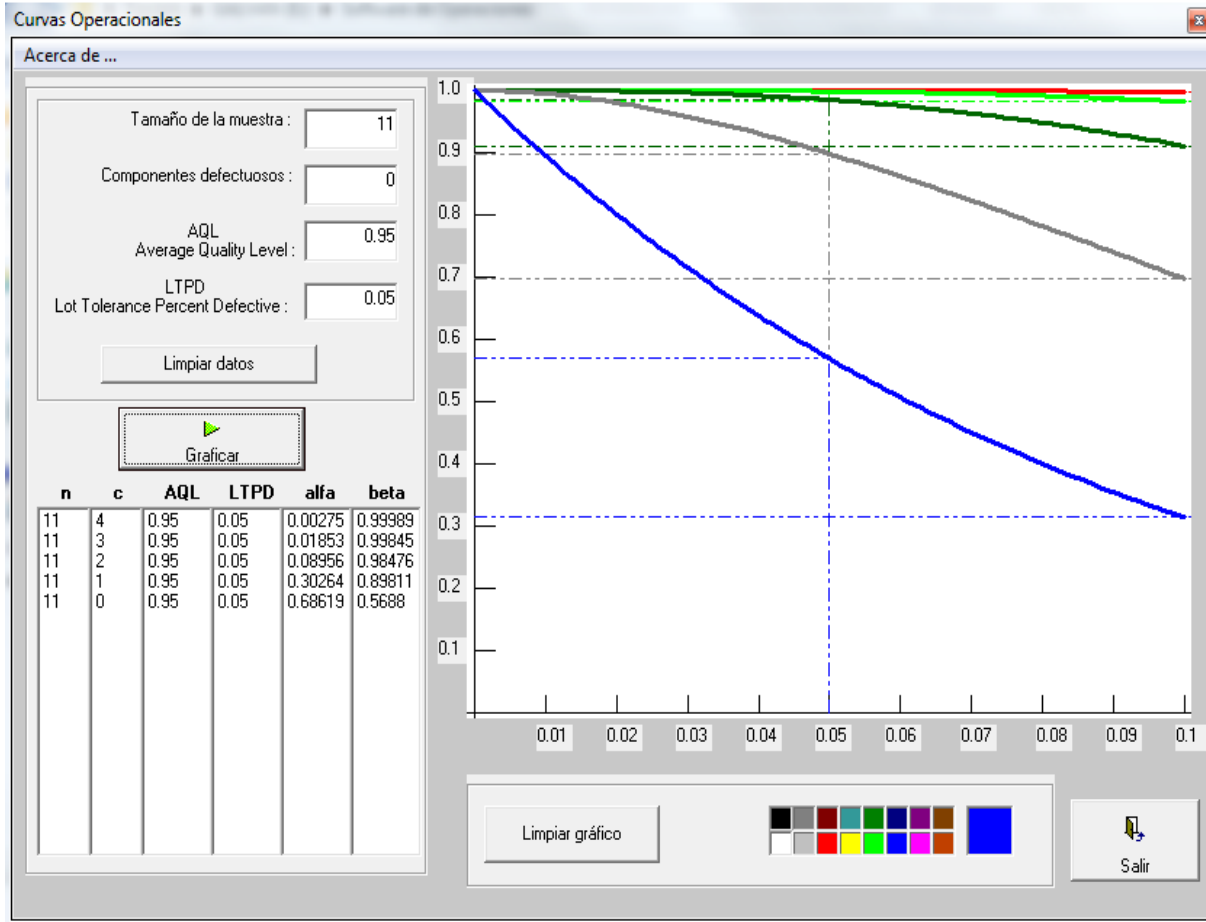 Curvas Operacionales
Acerca de ...
Tamaño de la muestra : 11
Componentes defectuosos : 0
AQL
Average Quality Level : 0.95
LTPD
Lot Tolerance Percent Defective : 0.05
Limpiar datos
Graficar
n c AQL LTPD alfa beta
11 4 0.95 0.05 0.00275 0.99989
11 3 0.95 0.05 0.01853 0.99845
11 2 0.95 0.05 0.08956 0.98476
11 1 0.95 0.05 0.30264 0.89811
11 0 0.95 0.05 0.68619 0.5688
1.0
0.9
0.8
0.7
0.6
0.5
0.4
0.3
0.2
0.1
0.01 0.02 0.03 0.04 0.05 0.06 0.07 0.08 0.09 0.1
Limpiar gráfico
Salir